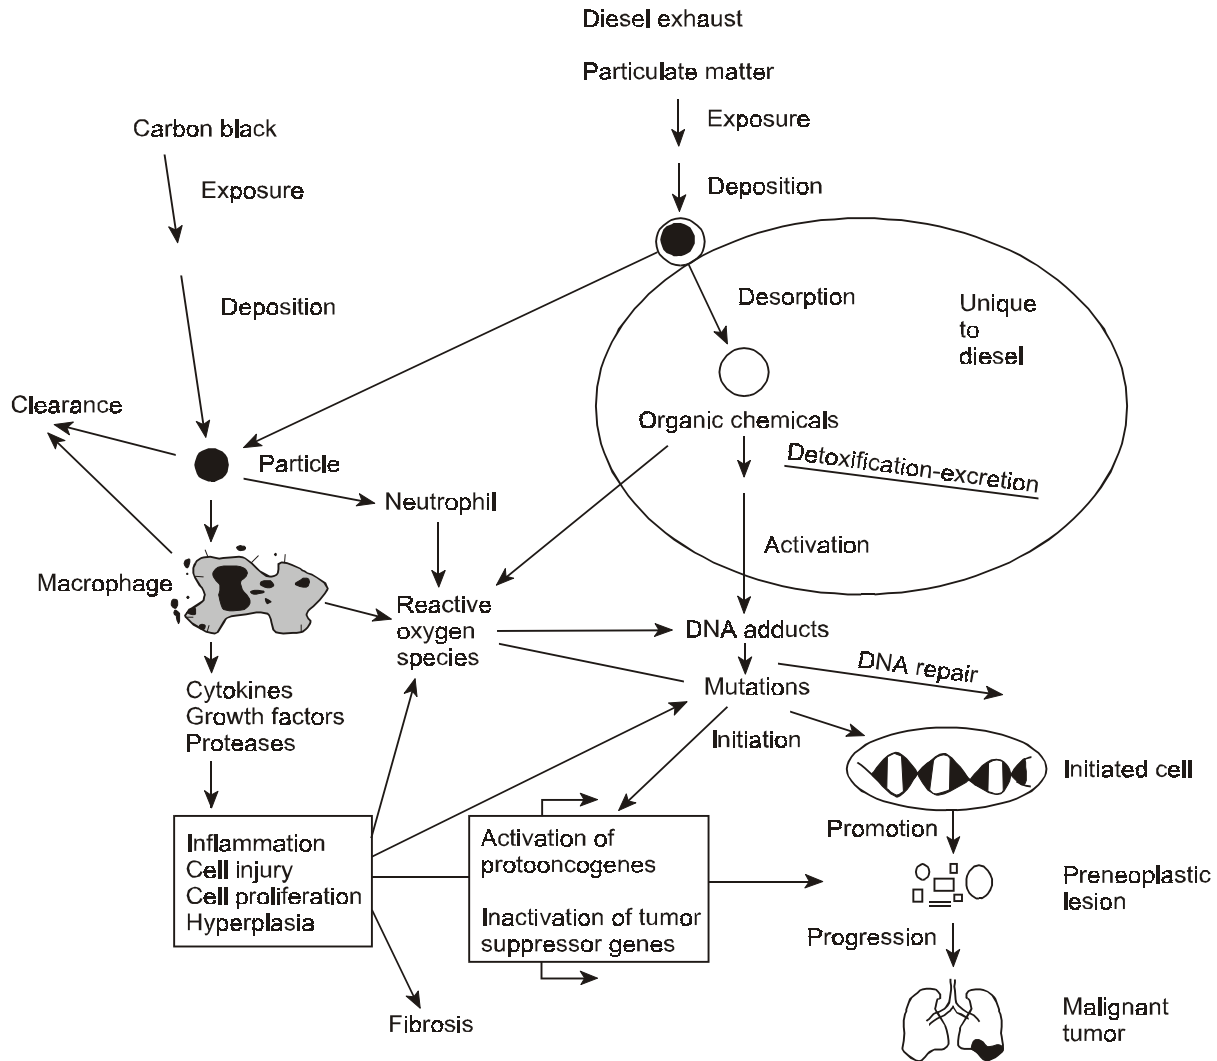 Diesel exhaust
Particulate matter
Exposure
Carbon black
Exposure
Deposition
Deposition
Desorption
Unique
to
diesel
Clearance
Organic chemicals
Particle
Detoxification-excretion
Neutrophil
Activation
Macrophage
Reactive
oxygen
species
DNA adducts
DNA repair
Cytokines
Growth factors
Proteases
Mutations
Initiation
Initiated cell
Inflammation
Cell injury
Cell proliferation
Hyperplasia
Activation of
protooncogenes
Inactivation of tumor
suppressor genes
Promotion
Preneoplastic
lesion
Progression
Fibrosis
Malignant
tumor